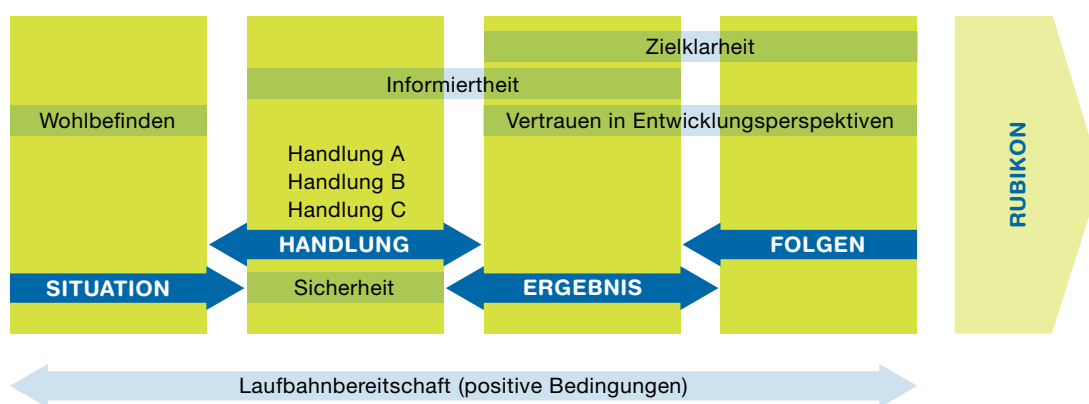 Zielklarheit
Informiertheit
Wohlbefinden
Vertrauen in Entwicklungsperspektiven
Handlung A
Handlung B
Handlung C
HANDLUNG
FOLGEN
SITUATION
Sicherheit
ERGEBNIS
RUBIKON
Laufbahnbereitschaft (positive Bedingungen)